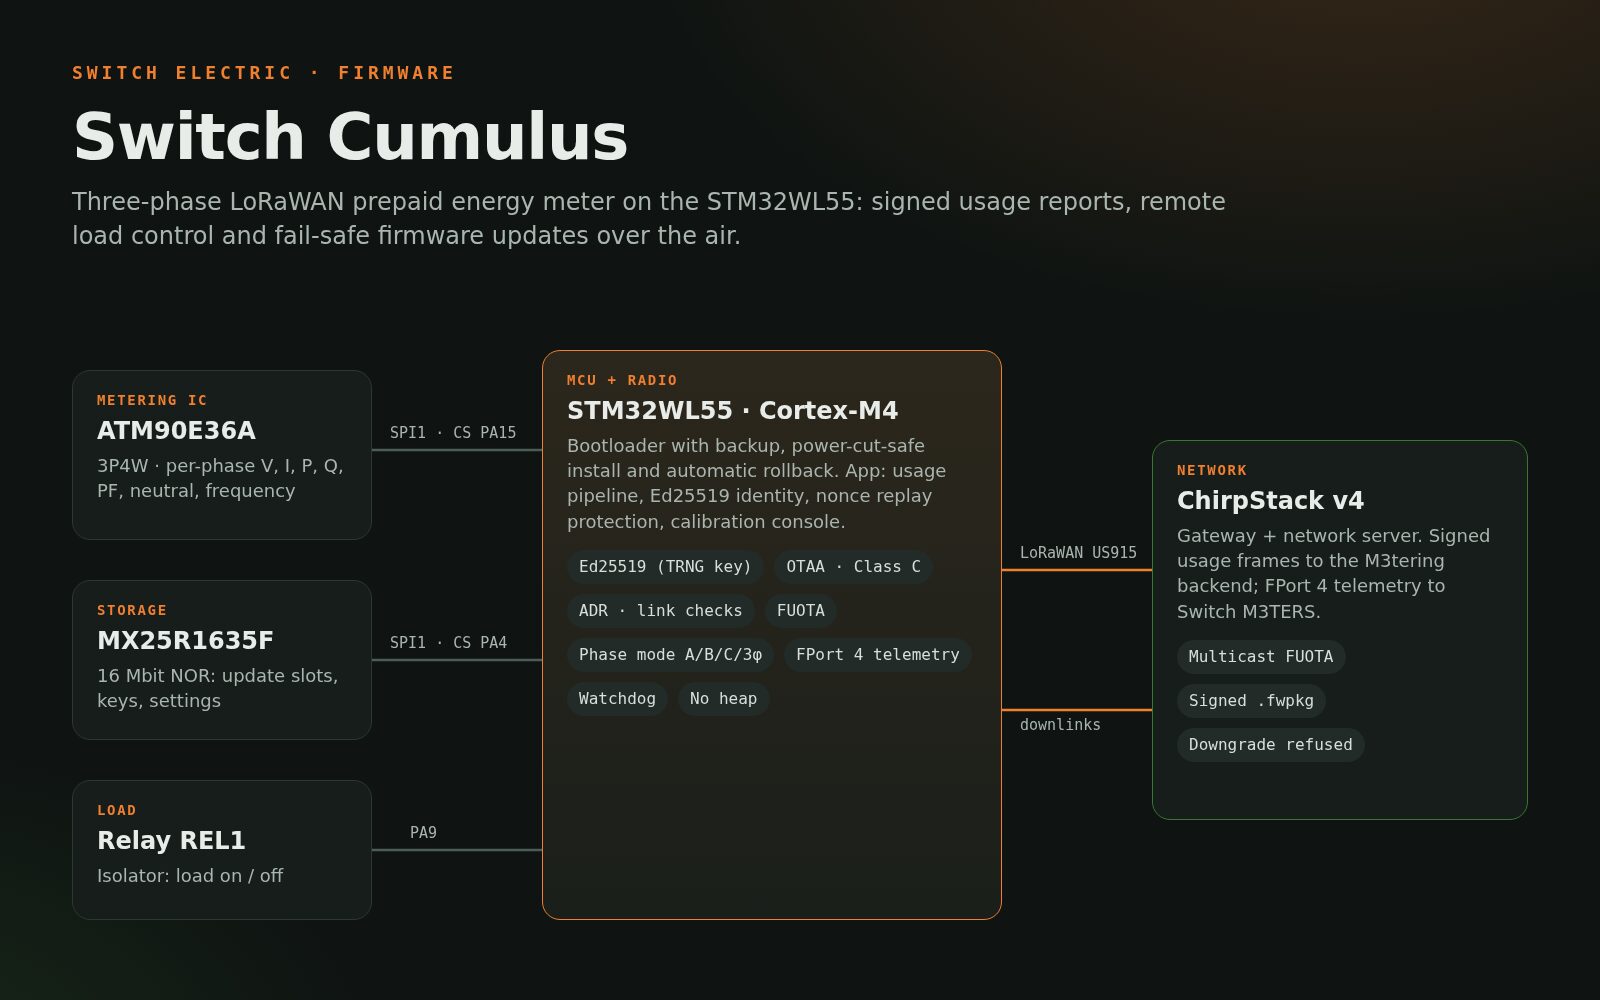 SWITCH ELECTRIC · FIRMWARE
Switch Cumulus
Three-phase LoRaWAN prepaid energy meter on the STM32WL55: signed usage reports, remote
load control and fail-safe firmware updates over the air.
METERING IC
ATM90E36A
3P4W · per-phase V, I, P, Q,
PF, neutral, frequency
SPI1 · CS PA15
STORAGE
MX25R1635F
16 Mbit NOR: update slots,
keys, settings
SPI1 · CS PA4
LOAD
Relay REL1
Isolator: load on / off
PA9
MCU + RADIO
STM32WL55 · Cortex-M4
Bootloader with backup, power-cut-safe
install and automatic rollback. App: usage
pipeline, Ed25519 identity, nonce replay
protection, calibration console.
Ed25519 (TRNG key) OTAA · Class C
ADR · link checks FUOTA
Phase mode A/B/C/3φ FPort 4 telemetry
Watchdog No heap
LoRaWAN US915
downlinks
NETWORK
ChirpStack v4
Gateway + network server. Signed
usage frames to the M3tering
backend; FPort 4 telemetry to
Switch M3TERS.
Multicast FUOTA
Signed .fwpkg
Downgrade refused